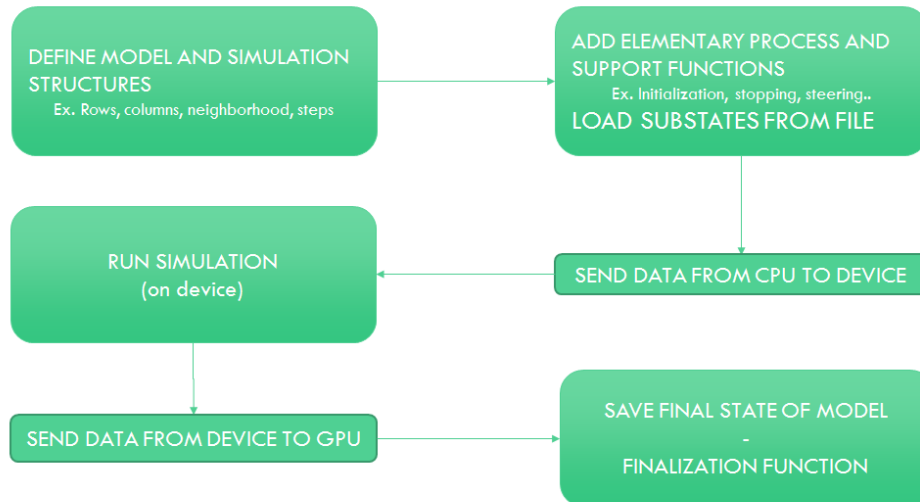 DEFINE MODEL AND SIMULATION
STRUCTURES
Ex. Rows, columns, neighborhood, steps
ADD ELEMENTARY PROCESS AND
SUPPORT FUNCTIONS
Ex. Initialization, stopping, steering..
LOAD SUBSTATES FROM FILE
SEND DATA FROM CPU TO DEVICE
RUN SIMULATION
(on device)
SEND DATA FROM DEVICE TO GPU
SAVE FINAL STATE OF MODEL
-
FINALIZATION FUNCTION